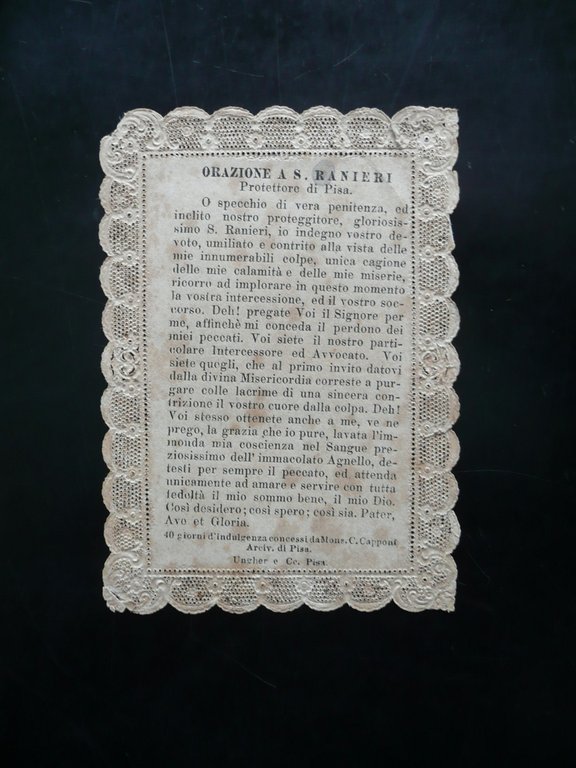 ORAZIONE A S. RANIERI
Protettore di Pisa.
O specchio di vera penitenza, ed
inclito nostro proteggitore, gloriosis-
simo S. Ranieri, io indegno vostro de-
voto, umiliato e contrito alla vista delle
mie innumerabili colpe, unica cagione
delle mie calamità e delle mie miserie,
ricorro ad implorare in questo momento
la vostra intercessione, ed il vostro soc-
corso. Deh! pregate Voi il Signore per
me, affinchè mi conceda il perdono dei
miei peccati. Voi siete il nostro parti-
colare Intercessore ed Avvocato. Voi
siete quegli, che al primo invito datovi
dalla divina Misericordia correste a pur-
gare colle lacrime di una sincera con-
trizione il vostro cuore dalla colpa. Deh!
Voi stesso ottenete anche a me, ve ne
prego, la grazia che io pure, lavata l'im-
monda mia coscienza nel Sangue pre-
ziosissimo dell'immacolato Agnello, de-
testi per sempre il peccato, ed attenda
unicamente ad amare e servire con tutta
fedoltà il mio sommo bene, il mio Dio.
Così desidero; così spero; così sia. Pater,
Ave et Gloria.
40 giorni d'indulgenza concessi da Mons. C. Capponi
Arciv. di Pisa.
Ungher e Cc. Pisa